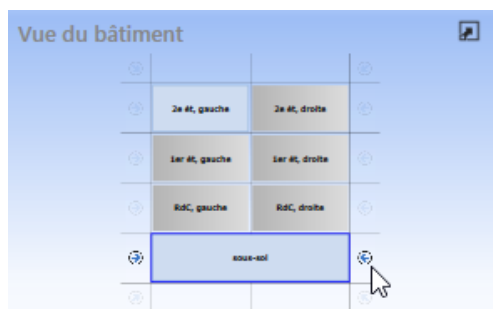 Vue du bâtiment
2e ét, gauche 2e ét, droite
1er ét, gauche 1er ét, droite
RdC, gauche RdC, droite
sous-sol